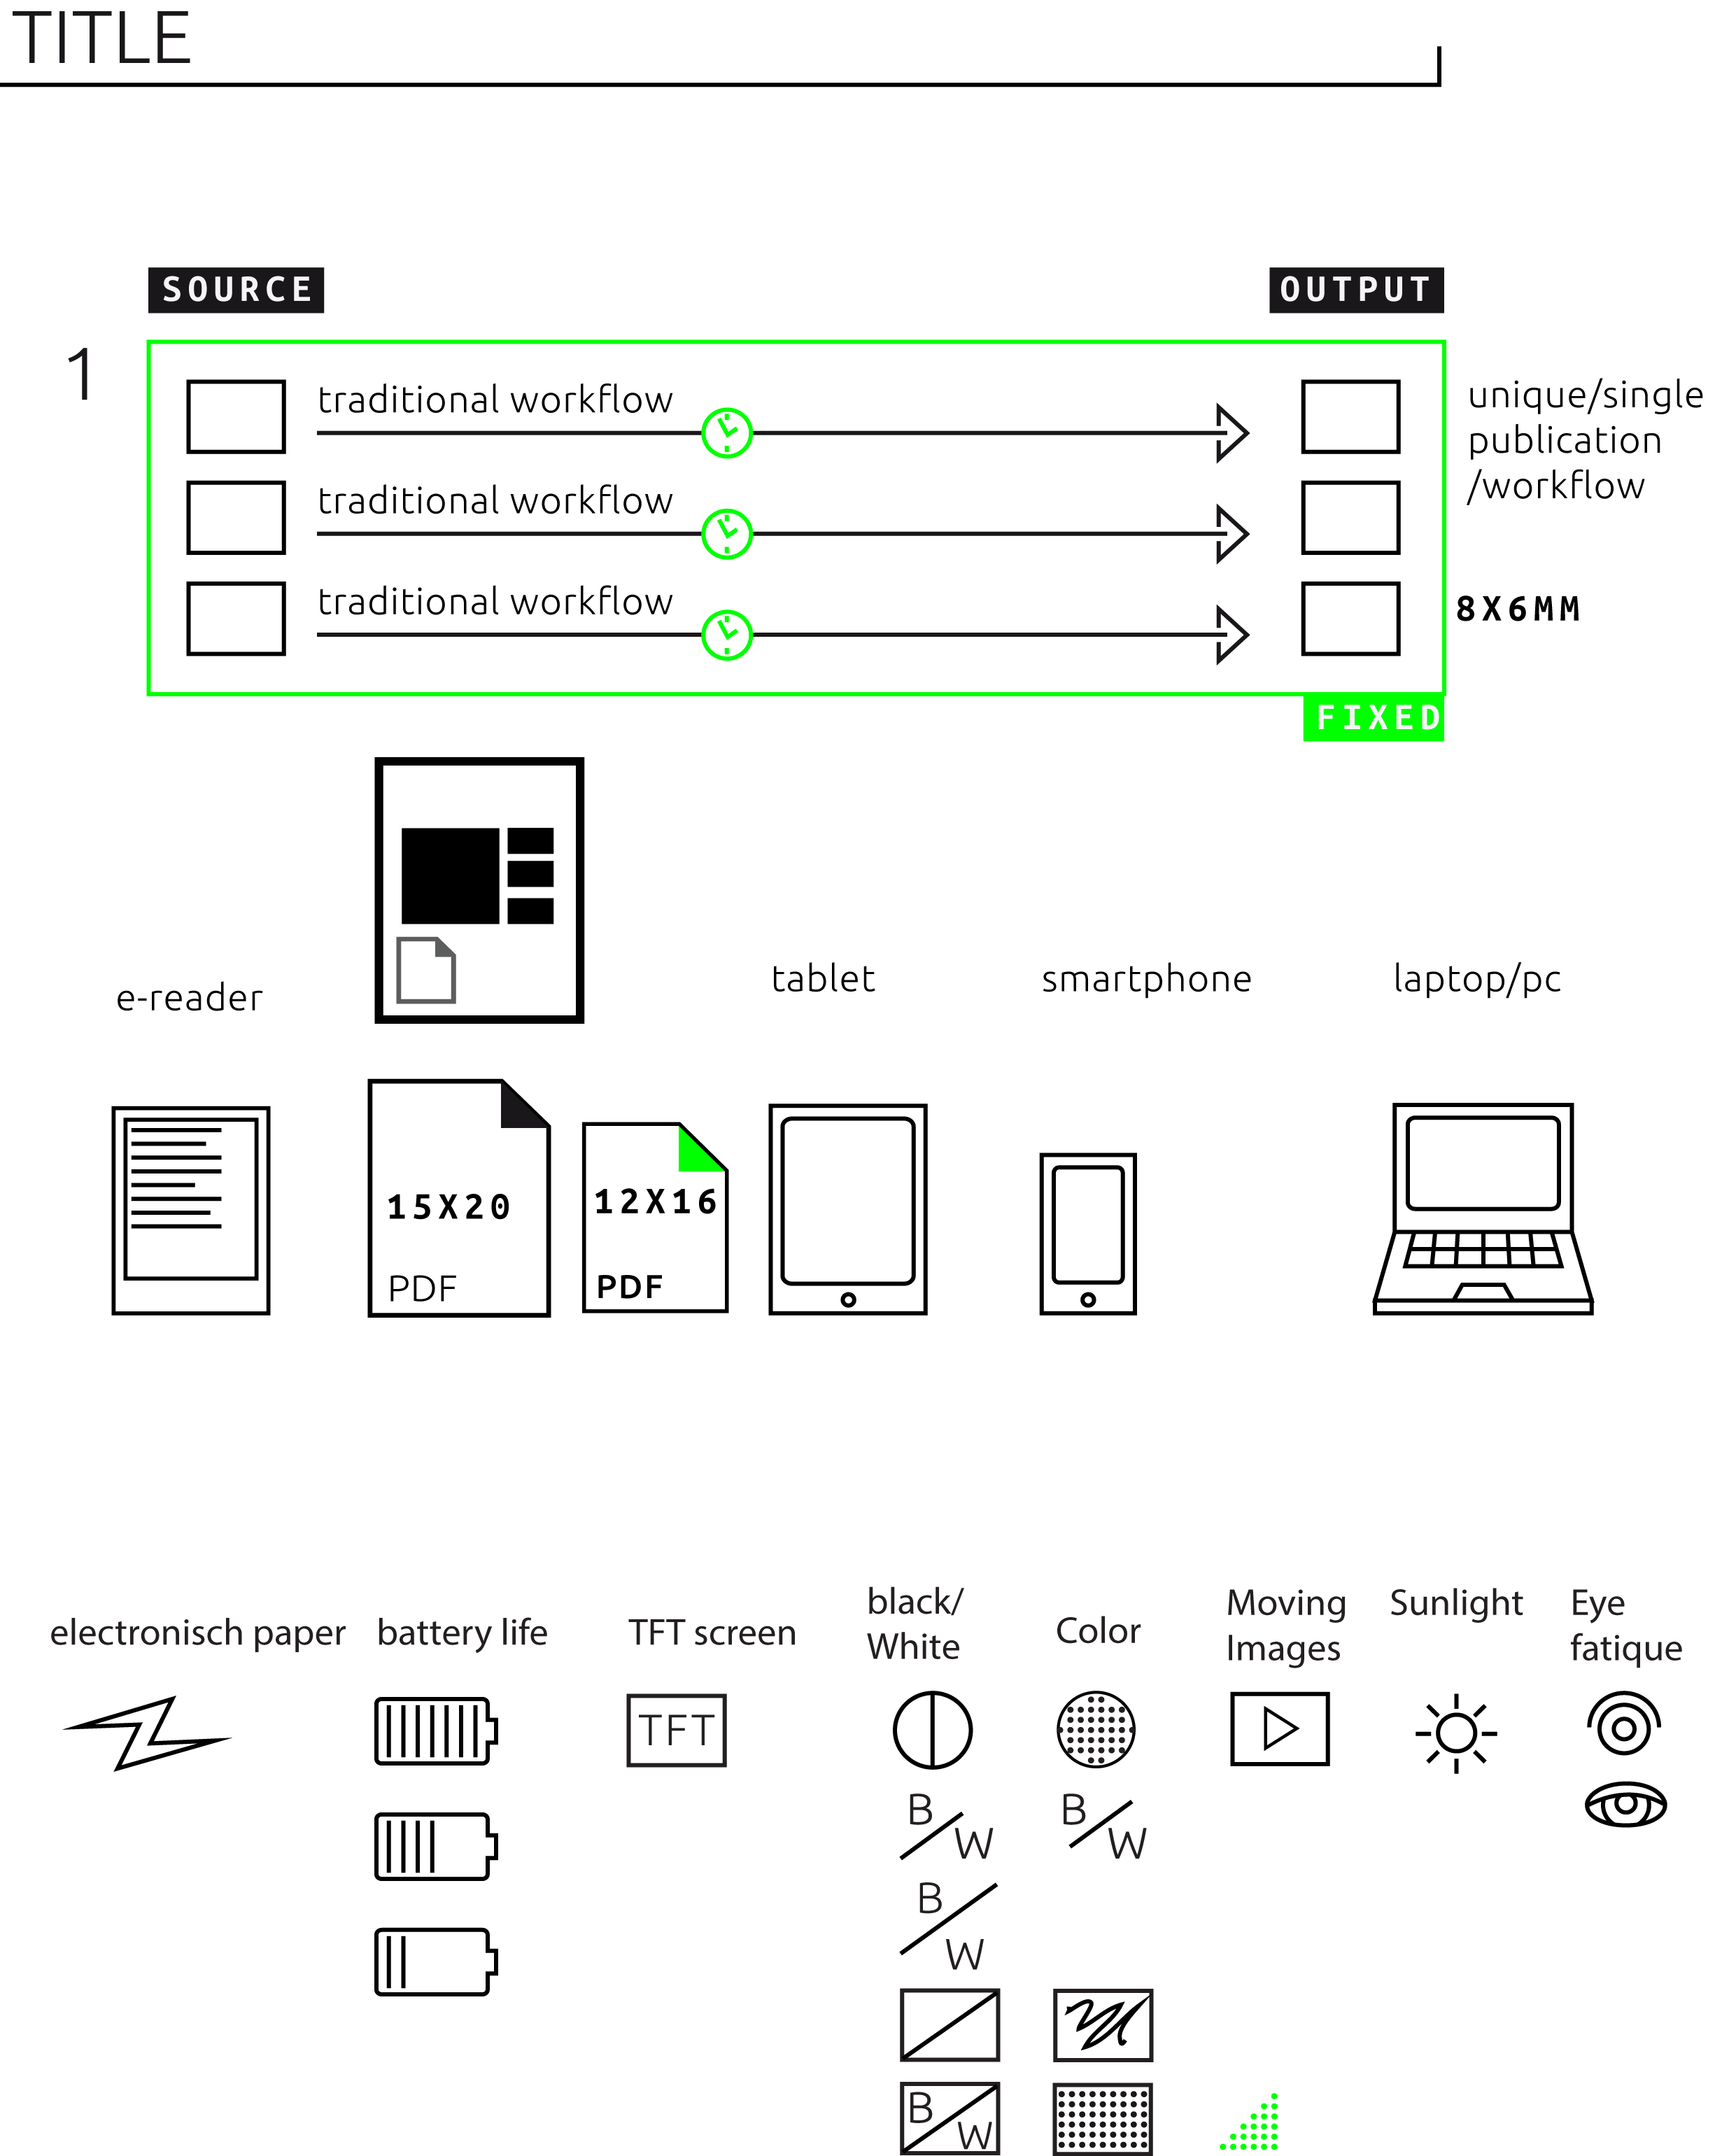 TITLE
SOURCE
OUTPUT
1
traditional workflow
traditional workflow
traditional workflow
unique/single
publication
/workflow
8X6MM
FIXED
e-reader
tablet
smartphone
laptop/pc
15X20
PDF
12X16
PDF
electronisch paper
battery life
TFT screen
black/
White
Color
Moving
Images
Sunlight
Eye
fatique
TFT
B/W
B/W
B/W
B/W